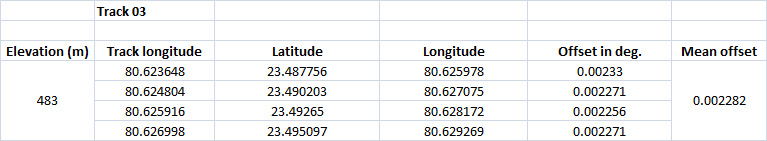 Track 03
Elevation (m) Track longitude Latitude Longitude Offset in deg. Mean offset
80.623648 23.487756 80.625978 0.00233
80.624804 23.490203 80.627075 0.002271
483 0.002282
80.625916 23.49265 80.628172 0.002256
80.626998 23.495097 80.629269 0.002271